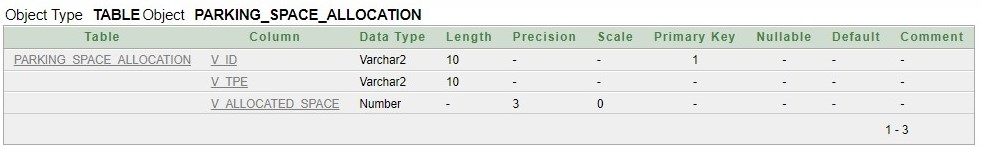 Object Type TABLE Object PARKING_SPACE_ALLOCATION
Table Column Data Type Length Precision Scale Primary Key Nullable Default Comment
PARKING_SPACE_ALLOCATION V_ID Varchar2 10 - - 1 - - -
V_TPE Varchar2 10 - - - - - -
V_ALLOCATED_SPACE Number - 3 0 - - - -
1 - 3